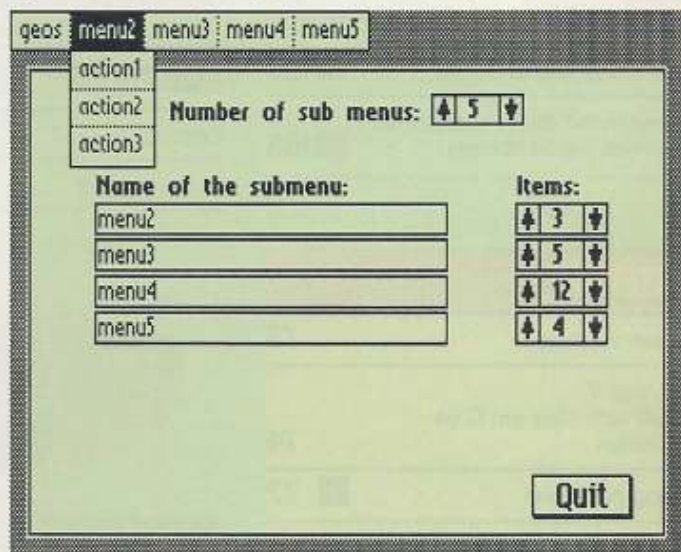 geos menu2 menu3 menu4 menu5
action1
action2
action3
Number of sub menus: 5
Name of the submenu: Items:
menu2 3
menu3 5
menu4 12
menu5 4
Quit